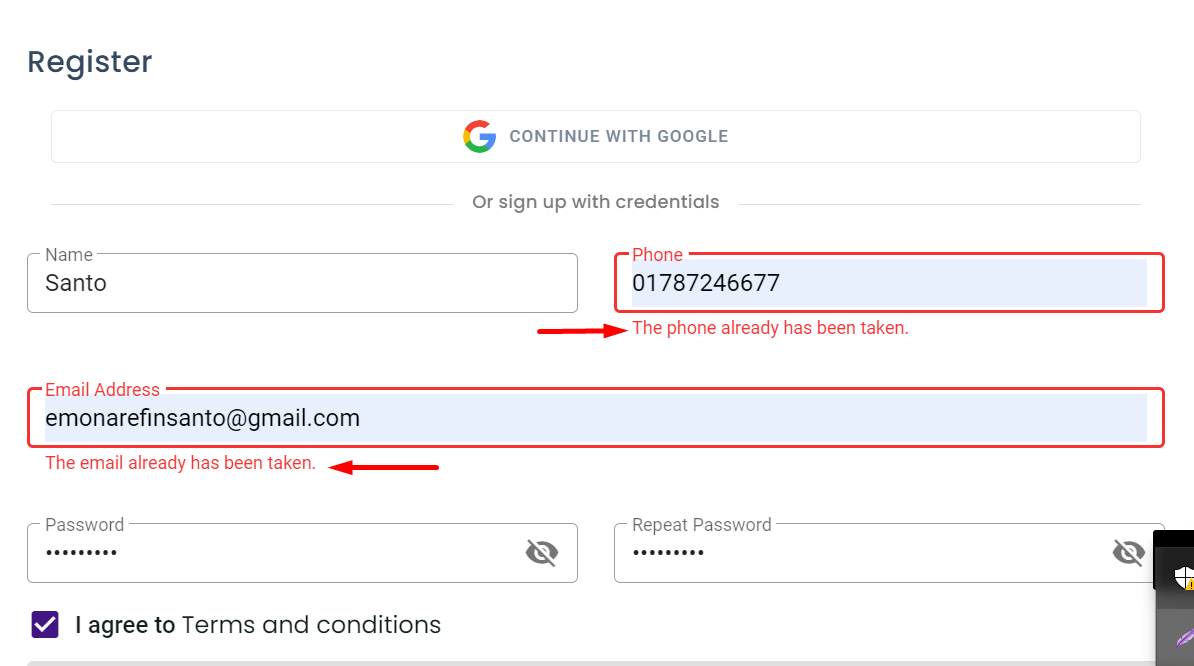 Register
CONTINUE WITH GOOGLE
Or sign up with credentials
Name
Santo
Phone
01787246677
The phone already has been taken.
Email Address
emonarefinsanto@gmail.com
The email already has been taken.
Password
•••••••••
Repeat Password
•••••••••
I agree to Terms and conditions